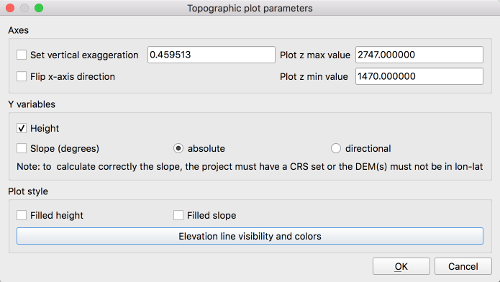 Topographic plot parameters
Axes
Set vertical exaggeration 0.459513 Plot z max value 2747.000000
Flip x-axis direction Plot z min value 1470.000000
Y variables
Height
Slope (degrees) absolute directional
Note: to calculate correctly the slope, the project must have a CRS set or the DEM(s) must not be in lon-lat
Plot style
Filled height Filled slope
Elevation line visibility and colors
OK Cancel